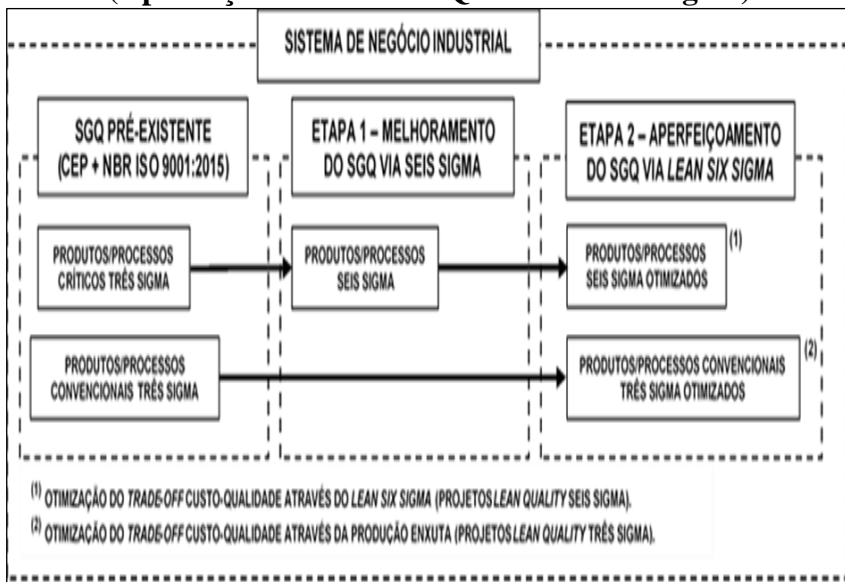 SISTEMA DE NEGÓCIO INDUSTRIAL
SGQ PRÉ-EXISTENTE
(CEP + NBR ISO 9001:2015)
ETAPA 1 – MELHORAMENTO
DO SGQ VIA SEIS SIGMA
ETAPA 2 – APERFEIÇOAMENTO
DO SGQ VIA LEAN SIX SIGMA
PRODUTOS/PROCESSOS
CRÍTICOS TRÊS SIGMA
PRODUTOS/PROCESSOS
SEIS SIGMA
PRODUTOS/PROCESSOS
SEIS SIGMA OTIMIZADOS
(1)
PRODUTOS/PROCESSOS
CONVENCIONAIS TRÊS SIGMA
PRODUTOS/PROCESSOS CONVENCIONAIS
TRÊS SIGMA OTIMIZADOS
(2)
(1) OTIMIZAÇÃO DO TRADE-OFF CUSTO-QUALIDADE ATRAVÉS DO LEAN SIX SIGMA (PROJETOS LEAN QUALITY SEIS SIGMA).
(2) OTIMIZAÇÃO DO TRADE-OFF CUSTO-QUALIDADE ATRAVÉS DA PRODUÇÃO ENXUTA (PROJETOS LEAN QUALITY TRÊS SIGMA).